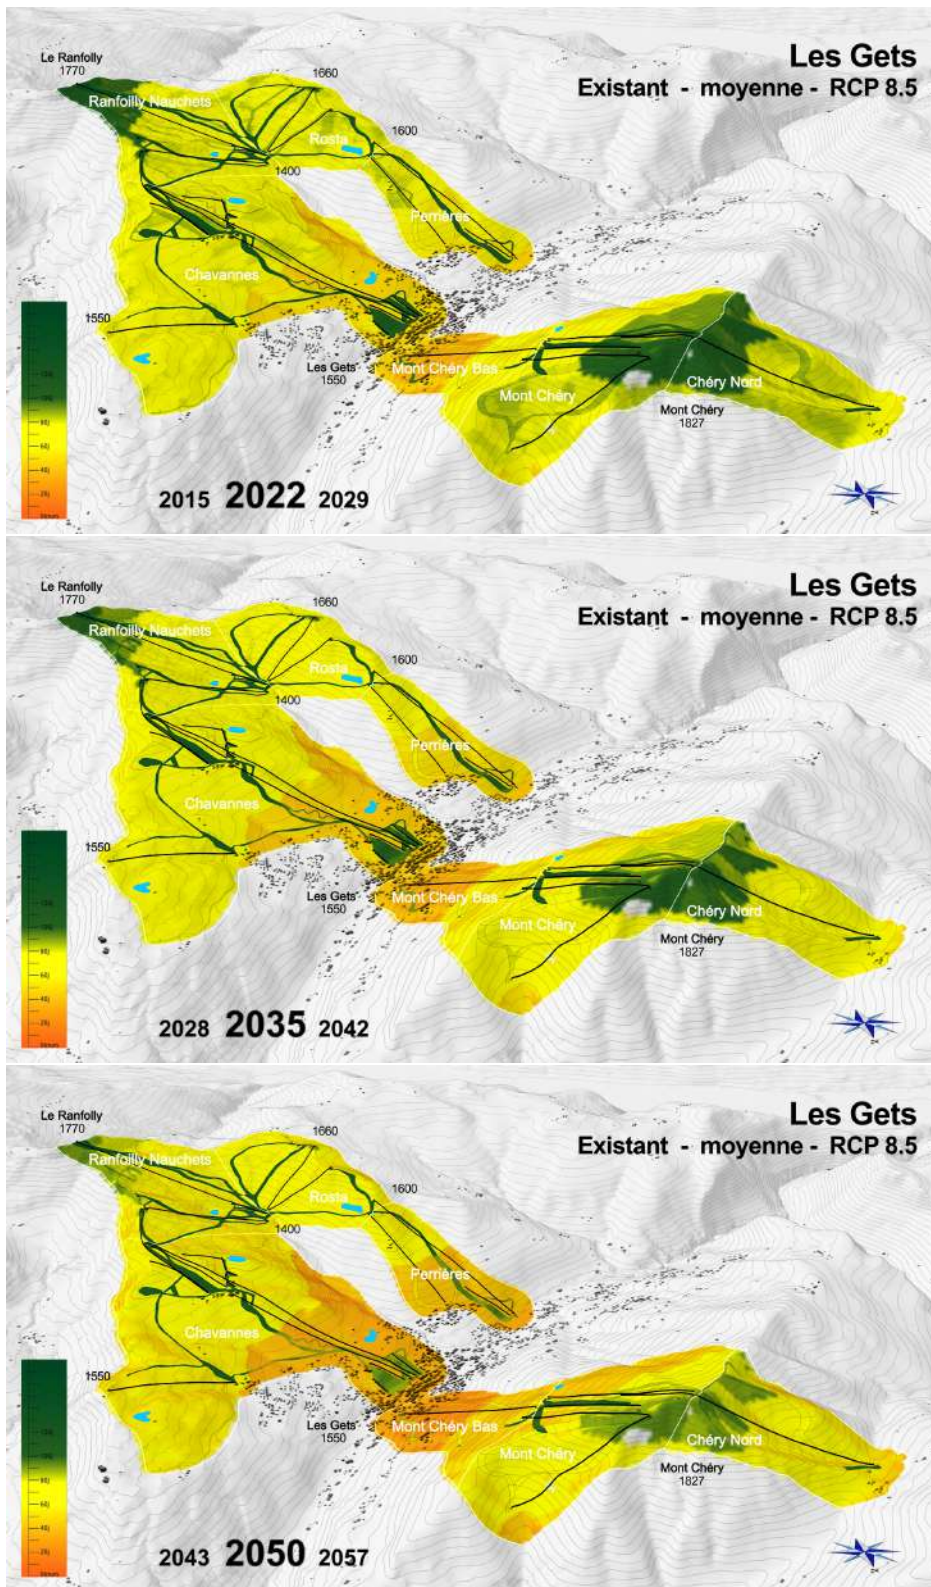 Les Gets
Existant - moyenne - RCP 8.5
Le Ranfolly
1770
Ranfoilly Nauchets
1660
Rosta
1600
1400
Perrières
Chavannes
1550
Les Gets
1550
Mont Chéry Bas
Mont Chéry
Chéry Nord
Mont Chéry
1827
2015 2022 2029
Les Gets
Existant - moyenne - RCP 8.5
Le Ranfolly
1770
Ranfoilly Nauchets
1660
Rosta
1600
1400
Perrières
Chavannes
1550
Les Gets
1550
Mont Chéry Bas
Mont Chéry
Chéry Nord
Mont Chéry
1827
2028 2035 2042
Les Gets
Existant - moyenne - RCP 8.5
Le Ranfolly
1770
Ranfoilly Nauchets
1660
Rosta
1600
1400
Perrières
Chavannes
1550
Les Gets
1550
Mont Chéry Bas
Mont Chéry
Chéry Nord
Mont Chéry
1827
2043 2050 2057